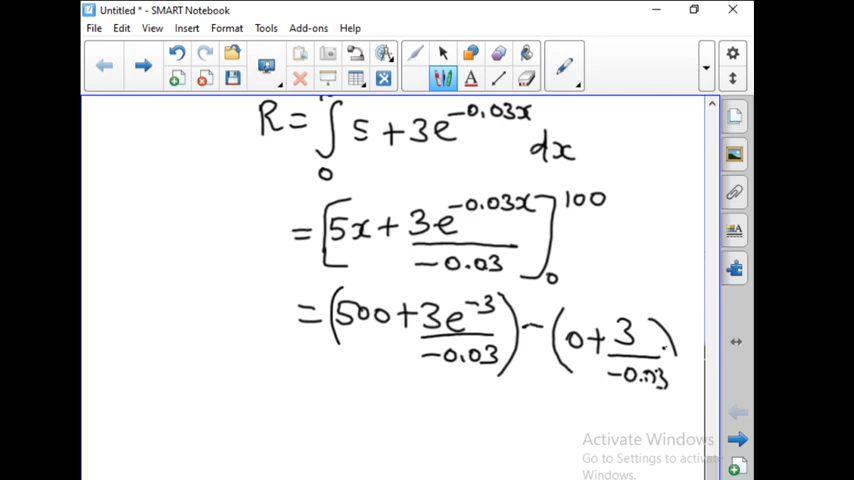 Untitled * - SMART Notebook
File Edit View Insert Format Tools Add-ons Help
R = ∫ 5 + 3e^{-0.03x} dx
0
= [5x + 3e^{-0.03x} / -0.03]_0^{100}
= (500 + 3e^{-3} / -0.03) - (0 + 3 / -0.03)
Activate Windows
Go to Settings to activate
Windows.